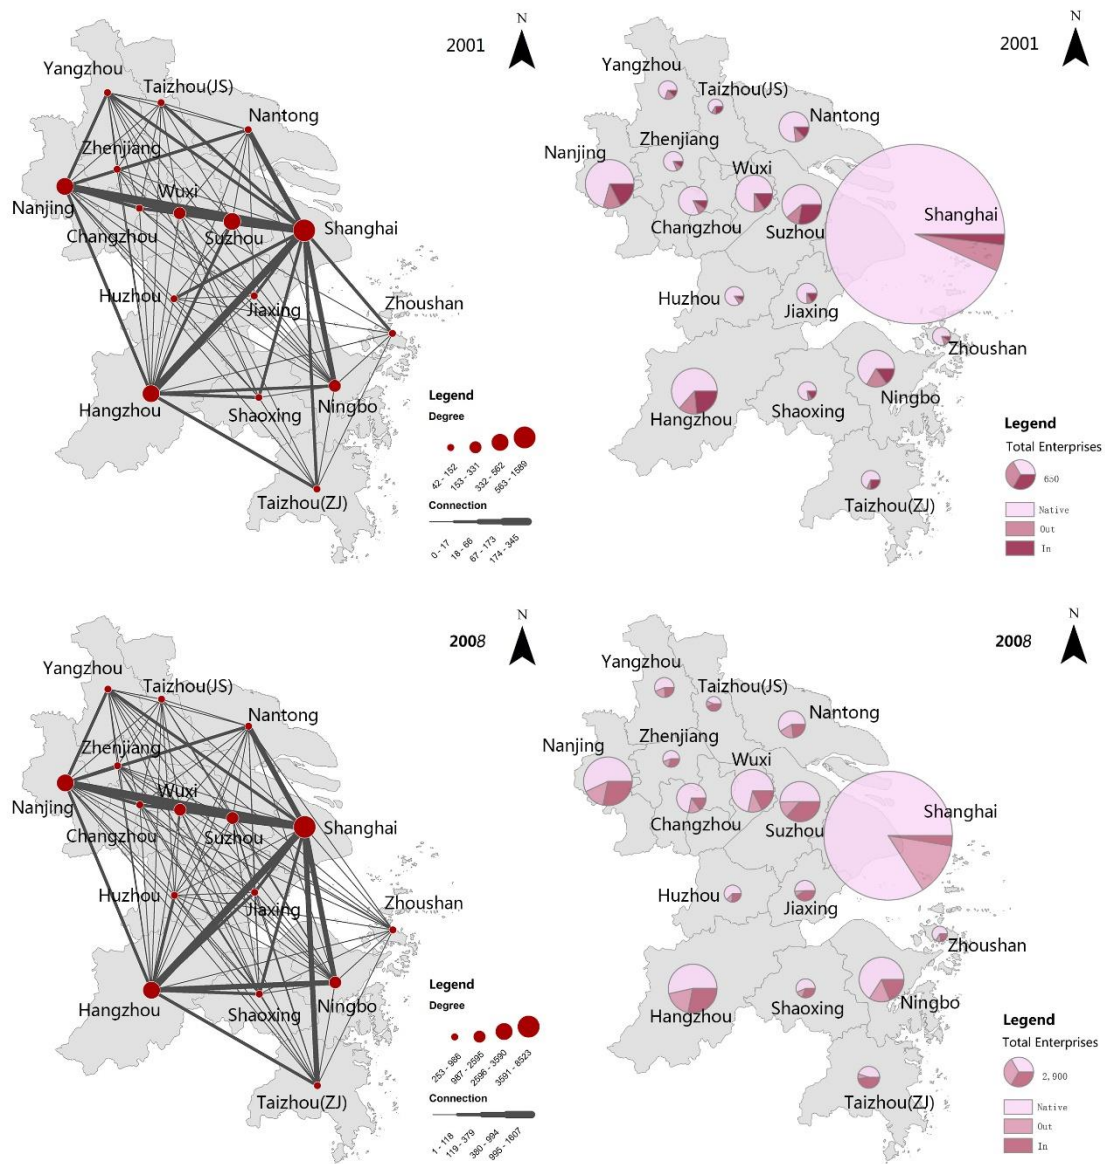 N
2001
Yangzhou
Taizhou(JS)
Nantong
Zhenjiang
Nanjing
Wuxi
Changzhou
Suzhou
Shanghai
Huzhou
Jiaxing
Zhoushan
Hangzhou
Shaoxing
Ningbo
Taizhou(ZJ)
Legend
Degree
42 - 152
153 - 331
332 - 562
563 - 1589
Connection
0 - 17
18 - 66
67 - 173
174 - 345
N
2001
Yangzhou
Taizhou(JS)
Nantong
Zhenjiang
Nanjing
Wuxi
Changzhou
Suzhou
Shanghai
Huzhou
Jiaxing
Zhoushan
Hangzhou
Shaoxing
Ningbo
Taizhou(ZJ)
Legend
Total Enterprises
650
Native
Out
In
N
2008
Yangzhou
Taizhou(JS)
Nantong
Zhenjiang
Nanjing
Wuxi
Changzhou
Suzhou
Shanghai
Huzhou
Jiaxing
Zhoushan
Hangzhou
Shaoxing
Ningbo
Taizhou(ZJ)
Legend
Degree
253 - 986
987 - 2595
2596 - 3590
3591 - 8523
Connection
1 - 118
119 - 379
380 - 994
995 - 1607
N
2008
Yangzhou
Taizhou(JS)
Nantong
Zhenjiang
Nanjing
Wuxi
Changzhou
Suzhou
Shanghai
Huzhou
Jiaxing
Zhoushan
Hangzhou
Shaoxing
Ningbo
Taizhou(ZJ)
Legend
Total Enterprises
2,900
Native
Out
In